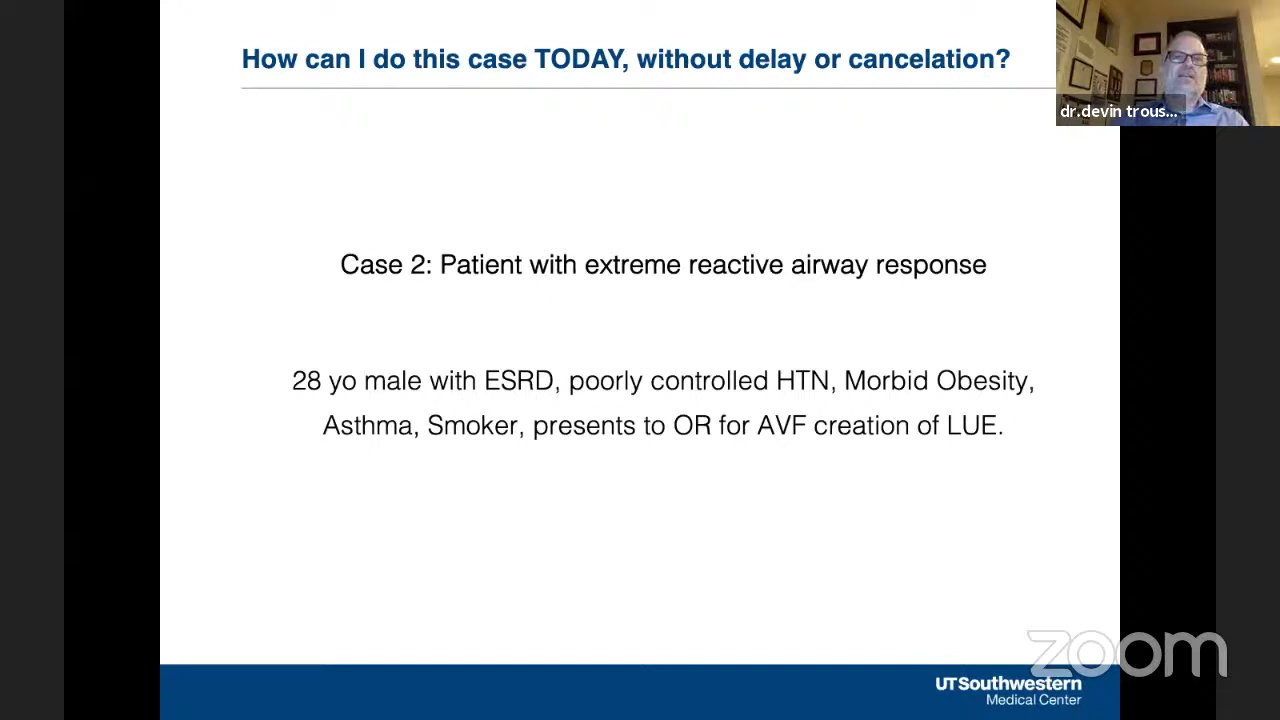 How can I do this case TODAY, without delay or cancelation?
dr.devin trous...
Case 2: Patient with extreme reactive airway response
28 yo male with ESRD, poorly controlled HTN, Morbid Obesity,
Asthma, Smoker, presents to OR for AVF creation of LUE.
zoom
UTSouthwestern
Medical Center